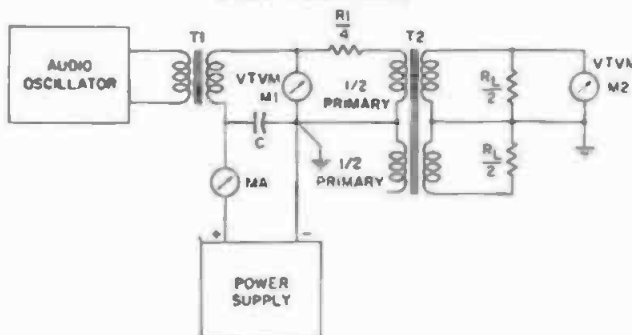 T1
R1
4
T2
AUDIO
OSCILLATOR
VTVM
M1
1/2
PRIMARY
RL
2
VTVM
M2
C
1/2
PRIMARY
RL
2
MA
+
-
POWER
SUPPLY